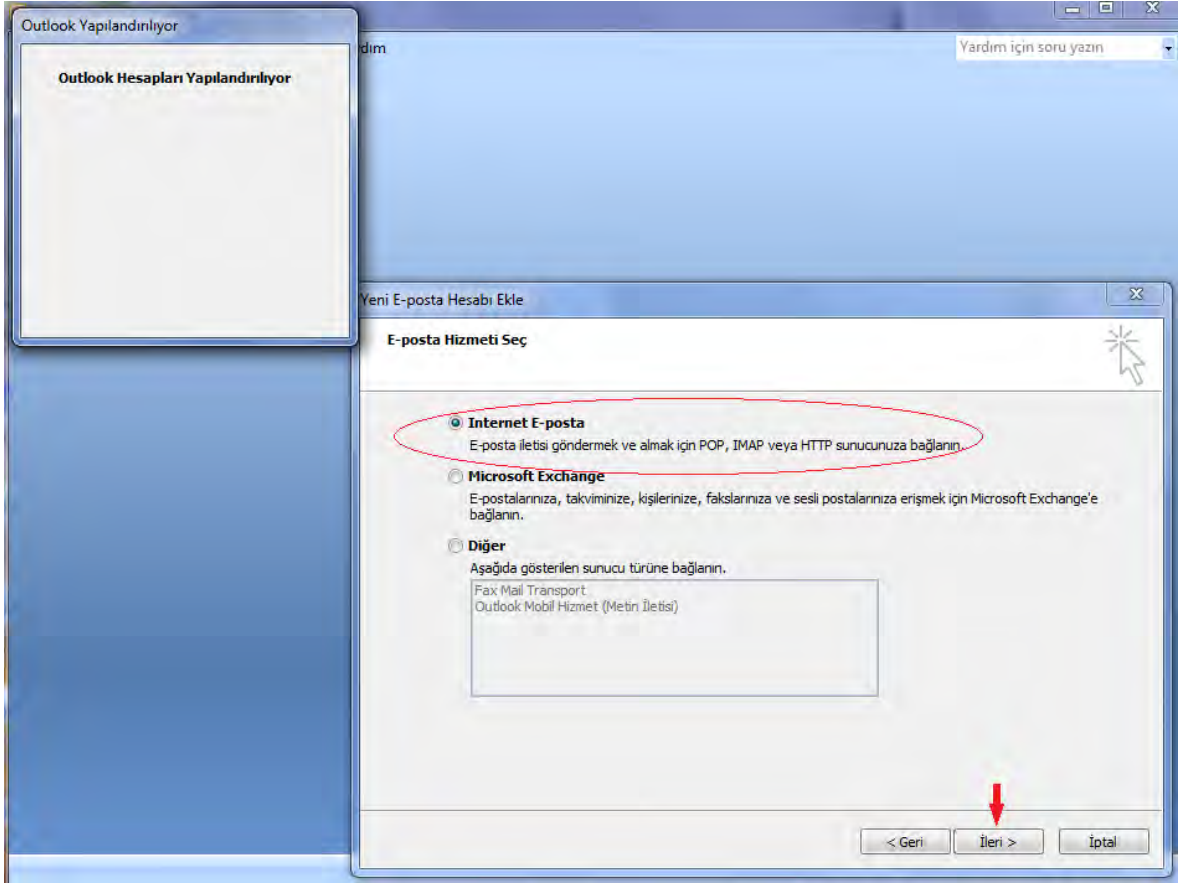 Outlook Yapılandırılıyor
dım
Yardım için soru yazın
Outlook Hesapları Yapılandırılıyor
Yeni E-posta Hesabı Ekle
E-posta Hizmeti Seç
Internet E-posta
E-posta iletisi göndermek ve almak için POP, IMAP veya HTTP sunucunuza bağlanın.
Microsoft Exchange
E-postalarınıza, takviminize, kişilerinize, fakslarınıza ve sesli postalarınıza erişmek için Microsoft Exchange'e
bağlanın.
Diğer
Aşağıda gösterilen sunucu türüne bağlanın.
Fax Mail Transport
Outlook Mobil Hizmet (Metin İletisi)
< Geri
İleri >
İptal